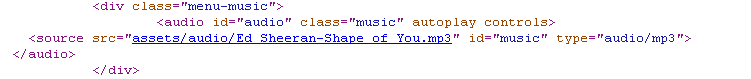 <div class="menu-music">
<audio id="audio" class="music" autoplay controls>
<source src="assets/audio/Ed Sheeran-Shape of You.mp3" id="music" type="audio/mp3">
</audio>
</div>